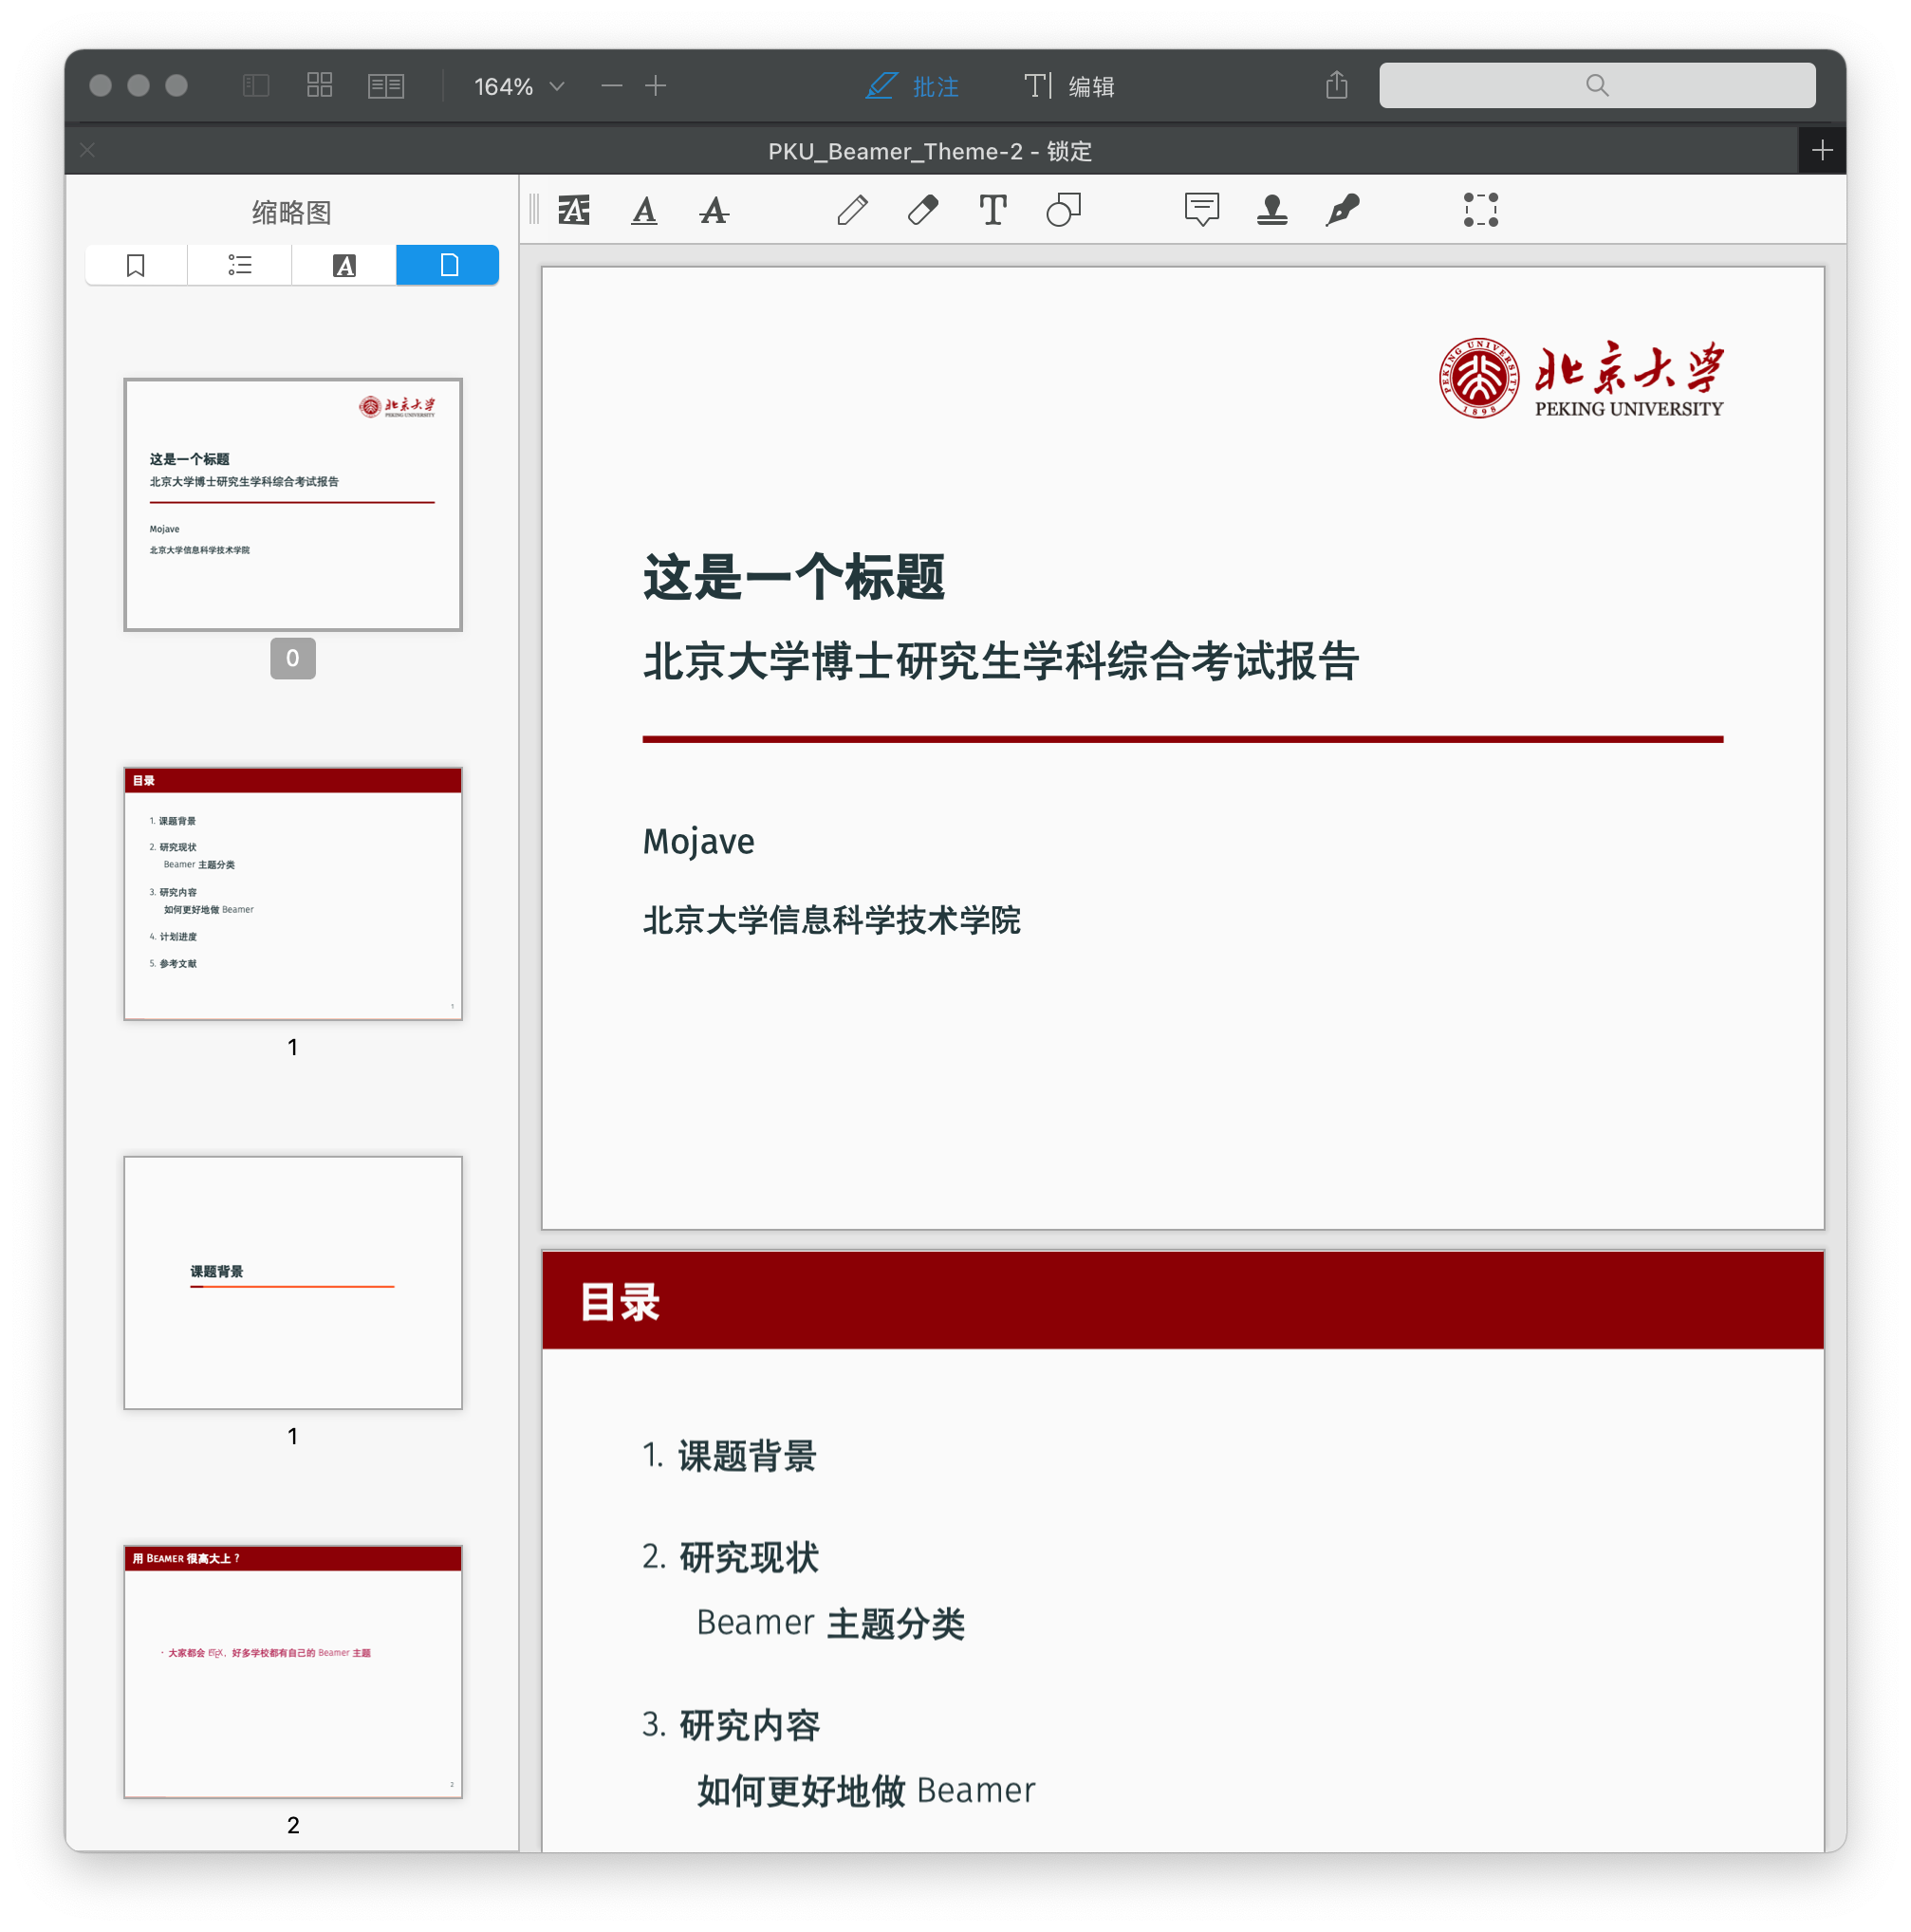 164%
批注
编辑
PKU_Beamer_Theme-2 - 锁定
缩略图
北京大学
PEKING UNIVERSITY
这是一个标题
北京大学博士研究生学科综合考试报告
Mojave
北京大学信息科学技术学院
0
目录
1. 课题背景
2. 研究现状
Beamer 主题分类
3. 研究内容
如何更好地做 Beamer
4. 计划进度
5. 参考文献
1
1
课题背景
1
用 BEAMER 很高大上？
• 大家都会 LATEX，好多学校都有自己的 Beamer 主题
2
2
PEKING UNIVERSITY
1898
北京大学
PEKING UNIVERSITY
这是一个标题
北京大学博士研究生学科综合考试报告
Mojave
北京大学信息科学技术学院
目录
1. 课题背景
2. 研究现状
Beamer 主题分类
3. 研究内容
如何更好地做 Beamer